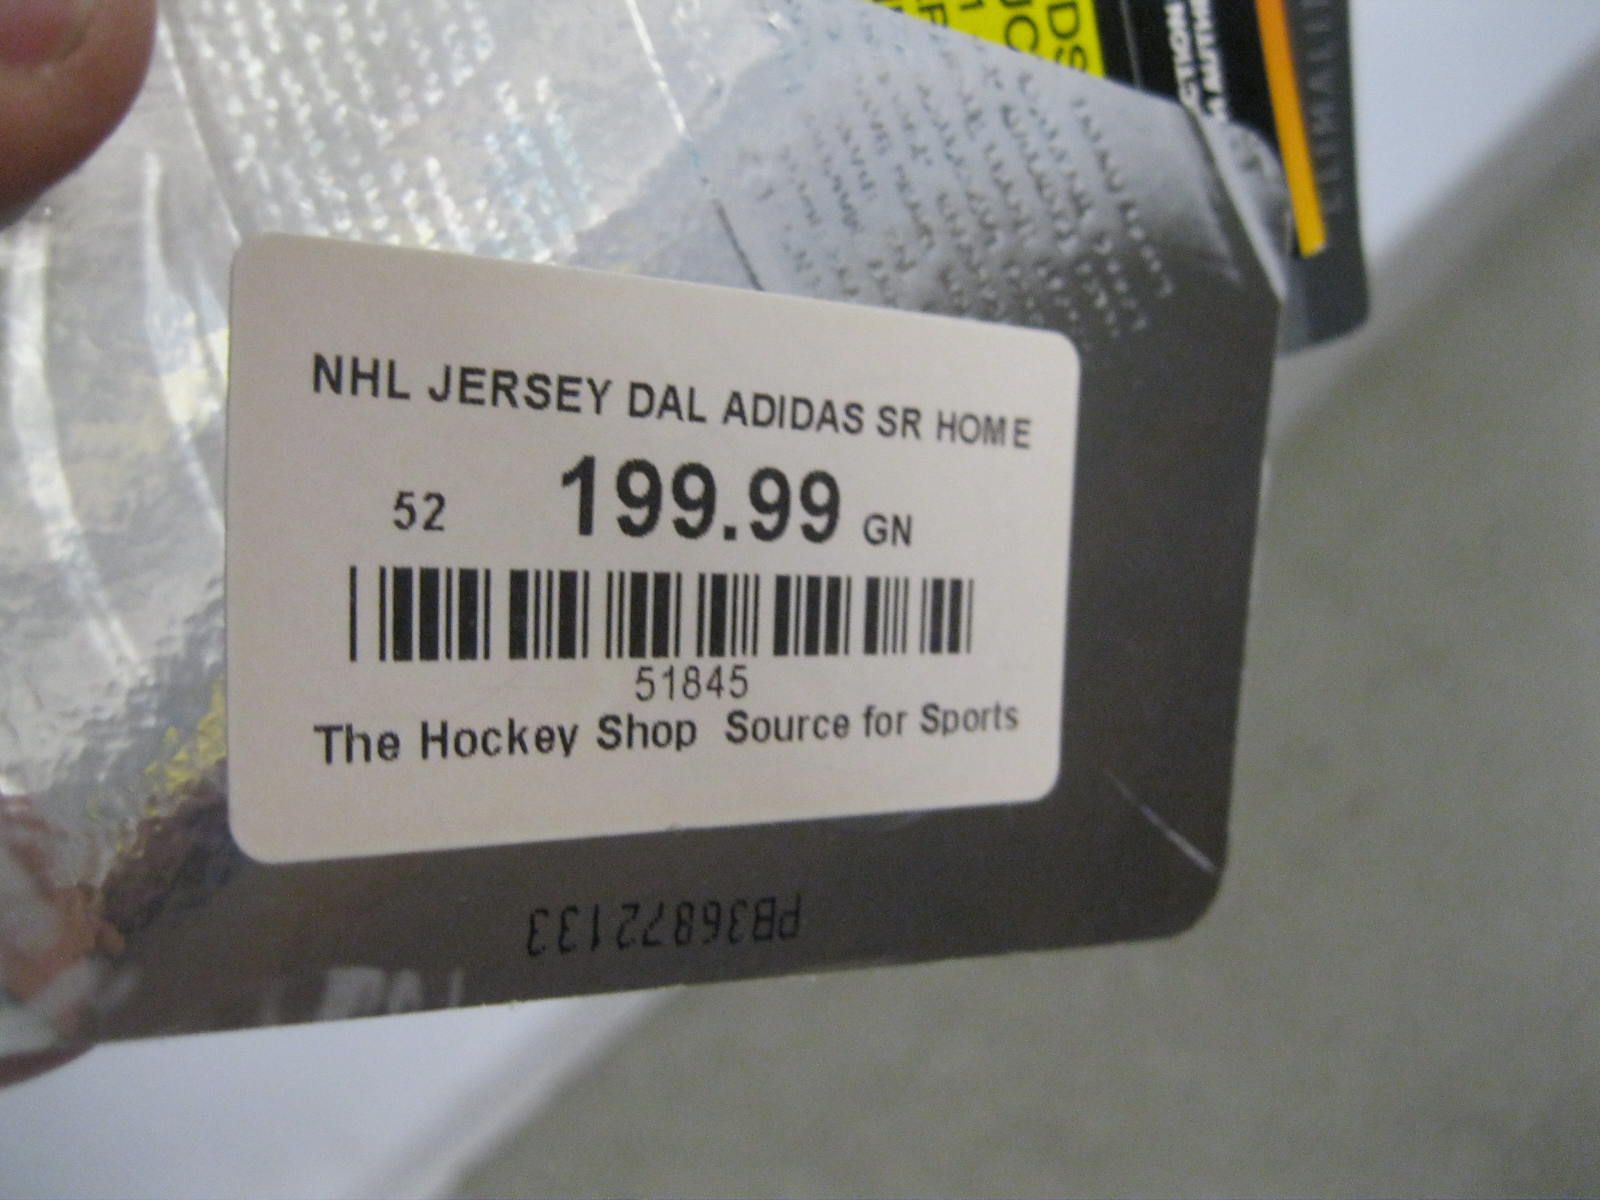 NHL JERSEY DAL ADIDAS SR HOME
52 199.99 GN
51845
The Hockey Shop Source for Sports
PB36872133